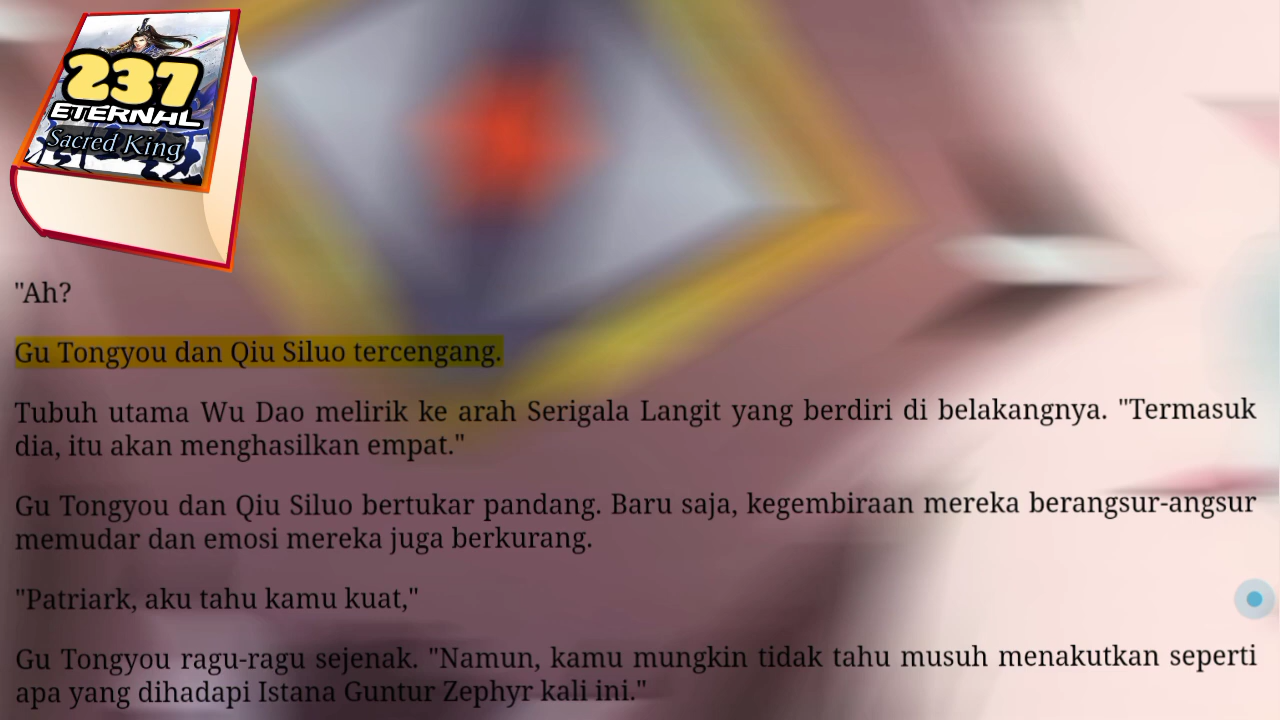 237
ETERNAL
Sacred King
"Ah?
Gu Tongyou dan Qiu Siluo tercengang.
Tubuh utama Wu Dao melirik ke arah Serigala Langit yang berdiri di belakangnya. "Termasuk
dia, itu akan menghasilkan empat."
Gu Tongyou dan Qiu Siluo bertukar pandang. Baru saja, kegembiraan mereka berangsur-angsur
memudar dan emosi mereka juga berkurang.
"Patriark, aku tahu kamu kuat,"
Gu Tongyou ragu-ragu sejenak. "Namun, kamu mungkin tidak tahu musuh menakutkan seperti
apa yang dihadapi Istana Guntur Zephyr kali ini."